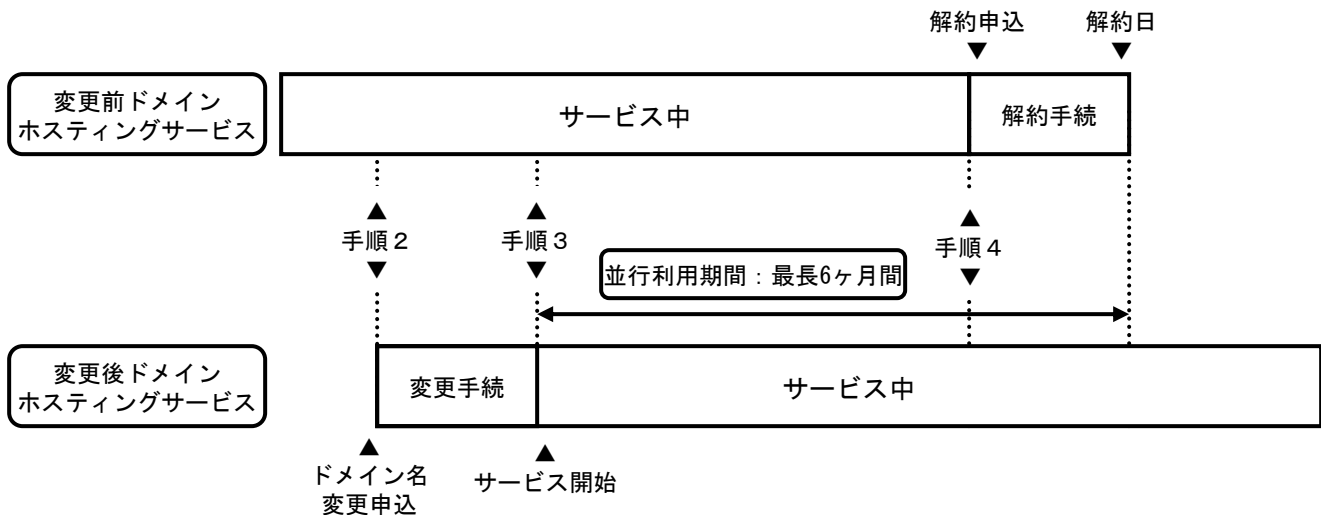 解約申込
解約日
▼
▼
変更前ドメイン
ホスティングサービス
サービス中
解約手続
▲
手順２
▼
▲
手順３
▼
▲
手順４
▼
並行利用期間：最長6ヶ月間
変更後ドメイン
ホスティングサービス
変更手続
サービス中
▲
ドメイン名
変更申込
▲
サービス開始